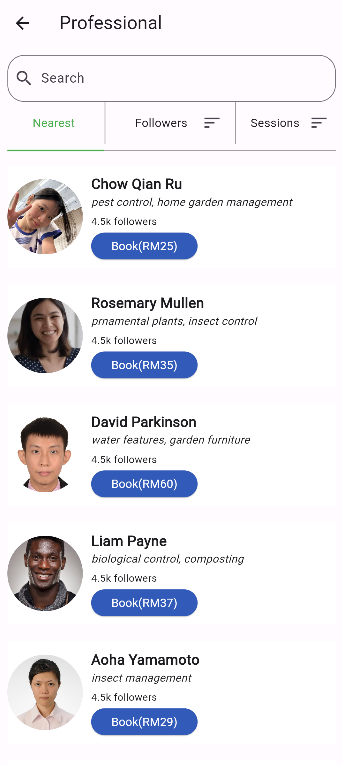 Professional
Search
Nearest
Followers
Sessions
Chow Qian Ru
pest control, home garden management
4.5k followers
Book(RM25)
Rosemary Mullen
prnamental plants, insect control
4.5k followers
Book(RM35)
David Parkinson
water features, garden furniture
4.5k followers
Book(RM60)
Liam Payne
biological control, composting
4.5k followers
Book(RM37)
Aoha Yamamoto
insect management
4.5k followers
Book(RM29)